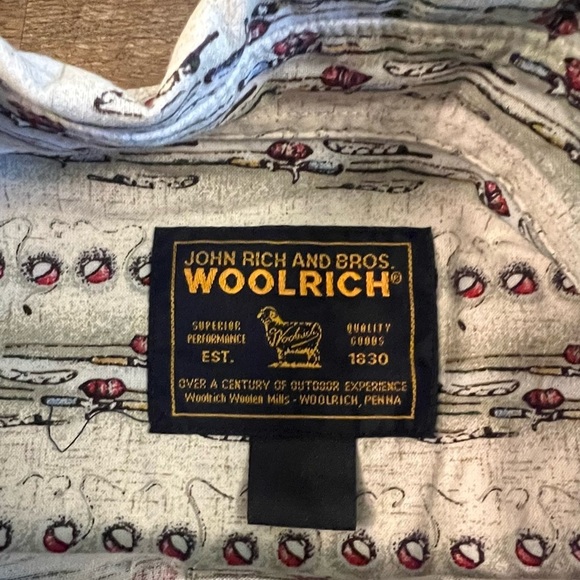 JOHN RICH AND BROS.
WOOLRICH®
SUPERIOR
PERFORMANCE
EST.
Woolrich
QUALITY
GOODS
1830
OVER A CENTURY OF OUTDOOR EXPERIENCE
Woolrich Woolen Mills - WOOLRICH, PENNA